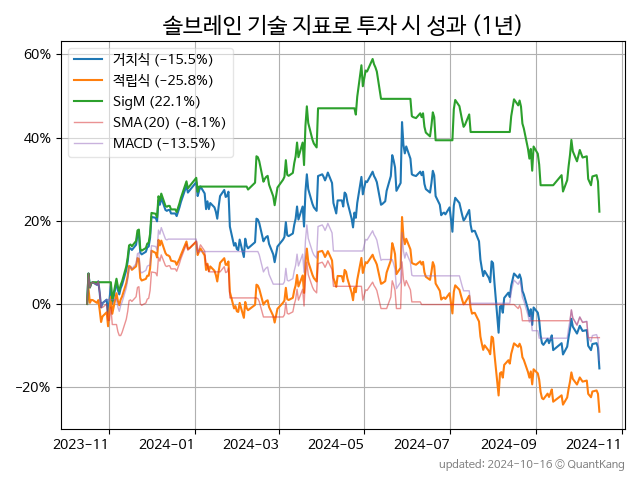 솔브레인 기술 지표로 투자 시 성과 (1년)
60%
40%
20%
0%
−20%
거치식 (−15.5%)
적립식 (−25.8%)
SigM (22.1%)
SMA(20) (−8.1%)
MACD (−13.5%)
2023-11 2024-01 2024-03 2024-05 2024-07 2024-09 2024-11
updated: 2024-10-16 © QuantKang